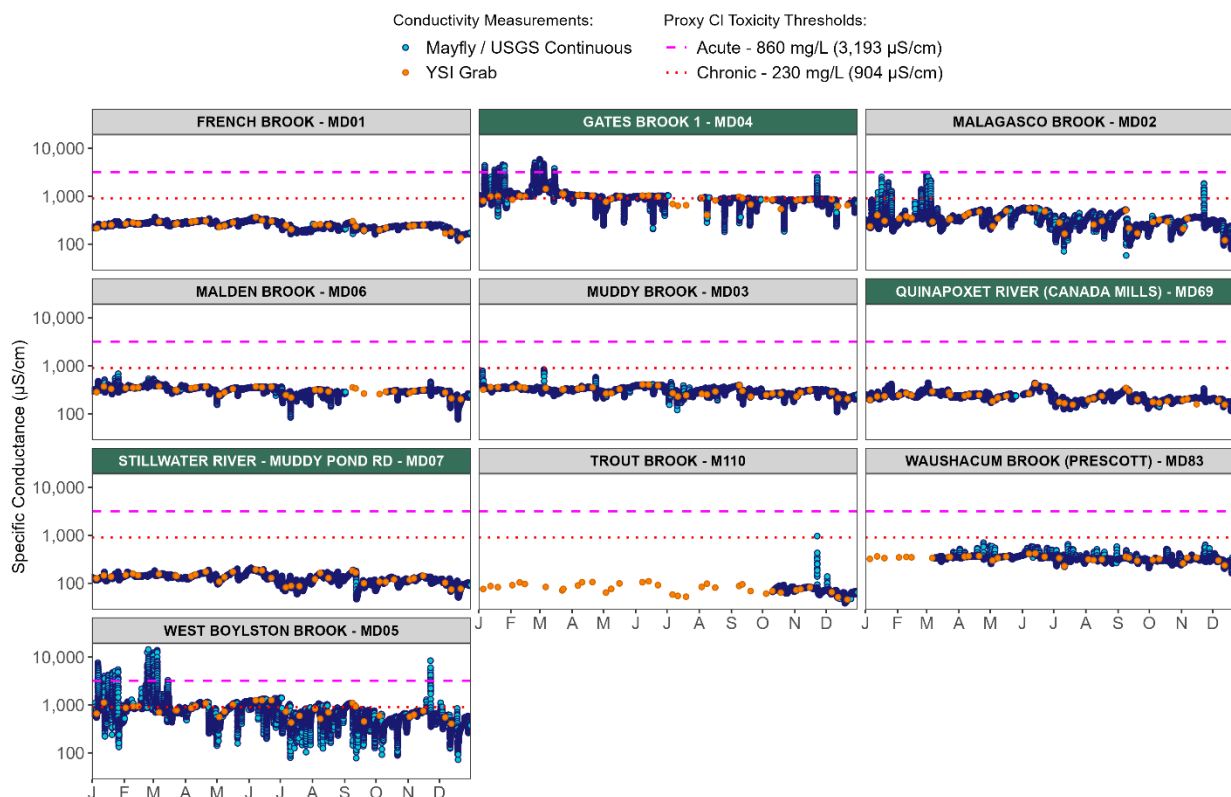 Conductivity Measurements:
Mayfly / USGS Continuous
YSI Grab
Proxy Cl Toxicity Thresholds:
Acute - 860 mg/L (3,193 µS/cm)
Chronic - 230 mg/L (904 µS/cm)
Specific Conductance (µS/cm)
FRENCH BROOK - MD01
GATES BROOK 1 - MD04
MALAGASCO BROOK - MD02
10,000
1,000
100
MALDEN BROOK - MD06
MUDDY BROOK - MD03
QUINAPOXET RIVER (CANADA MILLS) - MD69
10,000
1,000
100
STILLWATER RIVER - MUDDY POND RD - MD07
TROUT BROOK - M110
WAUSHACUM BROOK (PRESCOTT) - MD83
10,000
1,000
100
J F M A M J J A S O N D
J F M A M J J A S O N D
WEST BOYLSTON BROOK - MD05
10,000
1,000
100
J F M A M J J A S O N D